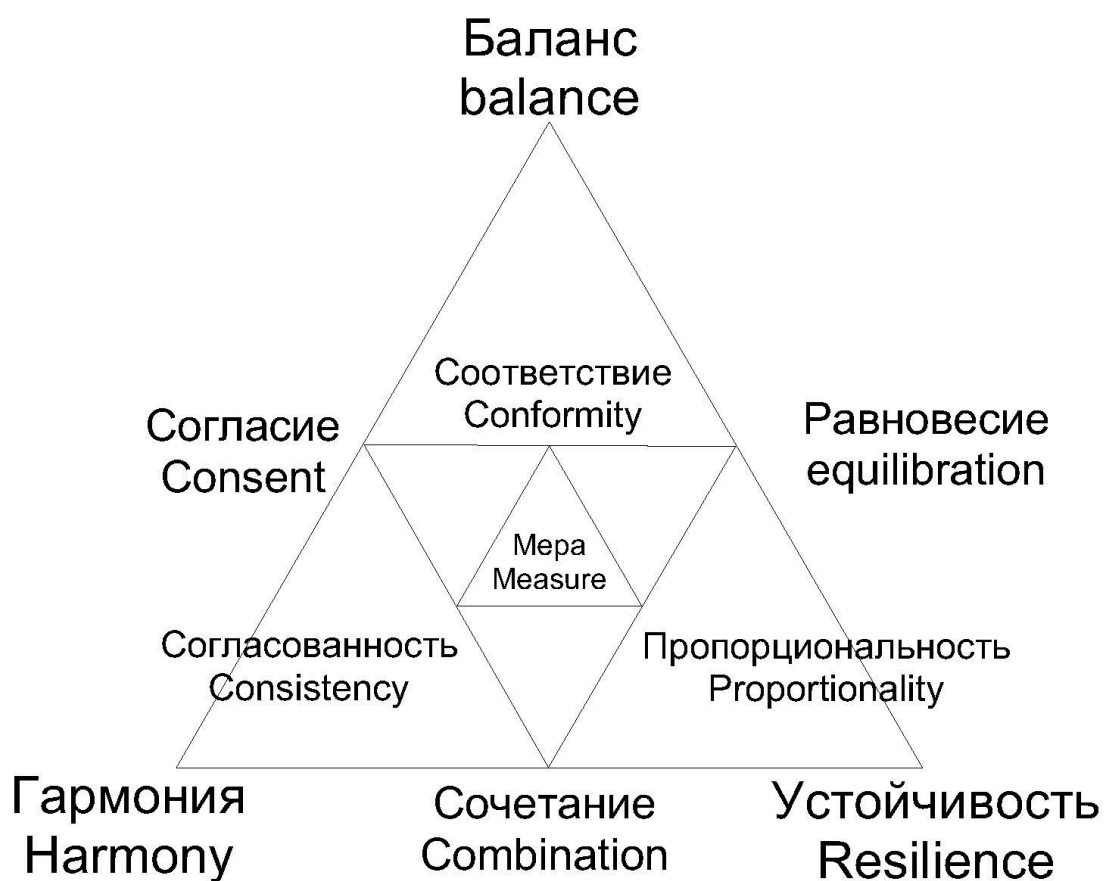 Баланс
balance
Соответствие
Conformity
Согласие
Consent
Равновесие
equilibration
Мера
Measure
Согласованность
Consistency
Пропорциональность
Proportionality
Гармония
Harmony
Сочетание
Combination
Устойчивость
Resilience